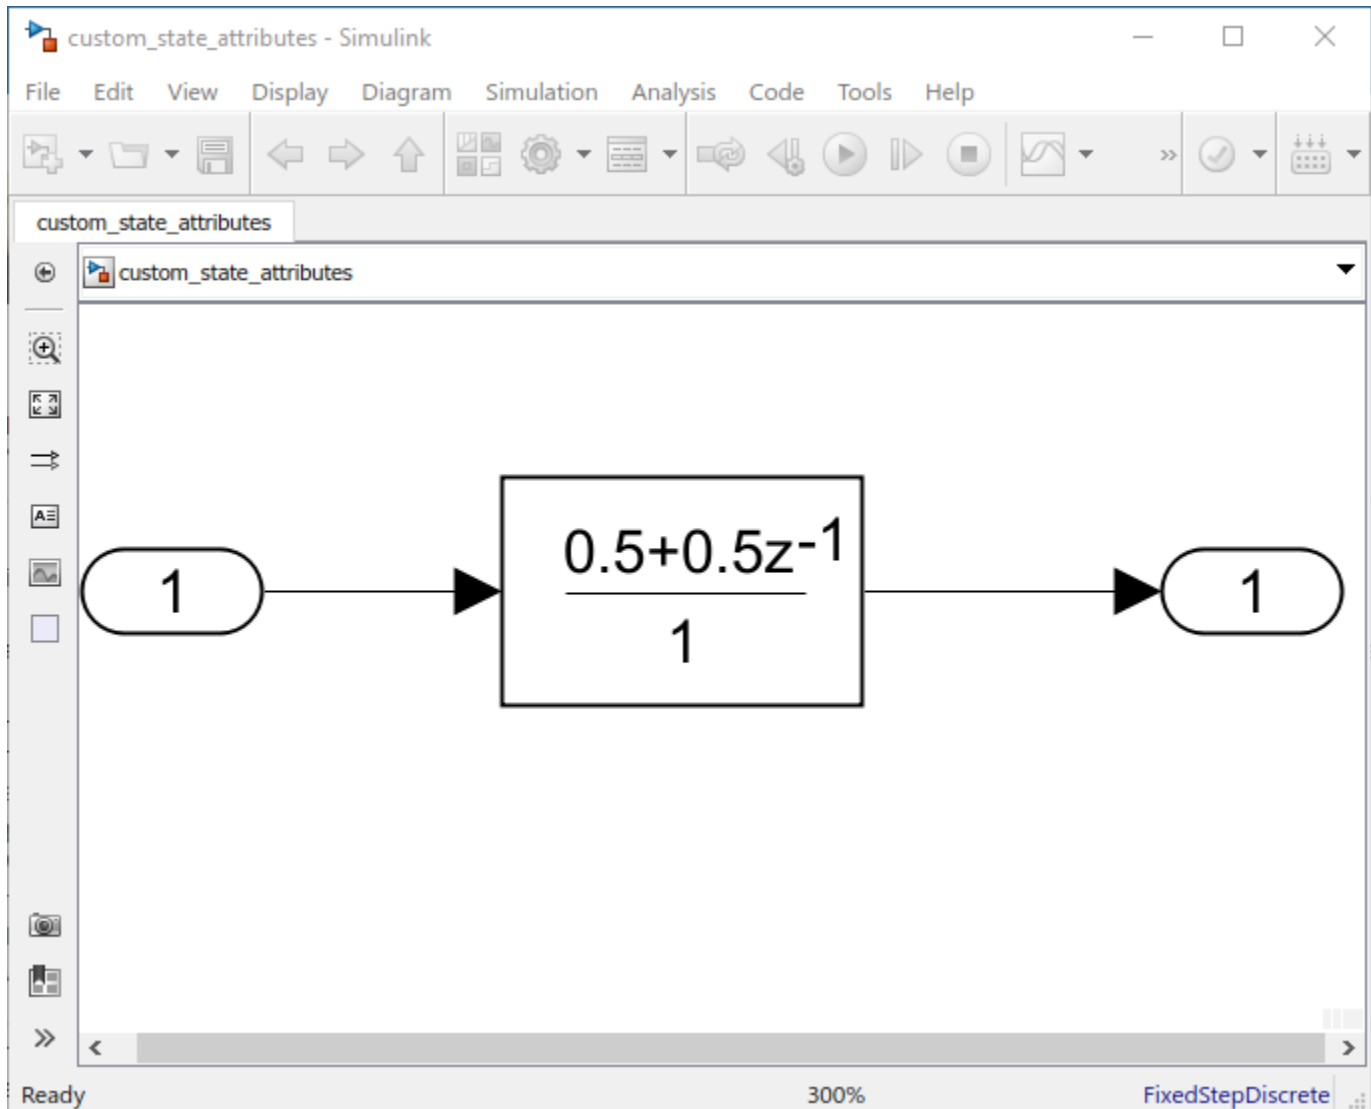 custom_state_attributes - Simulink
File Edit View Display Diagram Simulation Analysis Code Tools Help
»
custom_state_attributes
custom_state_attributes
0.5+0.5z-1
1 1
1
»
Ready 300% FixedStepDiscrete